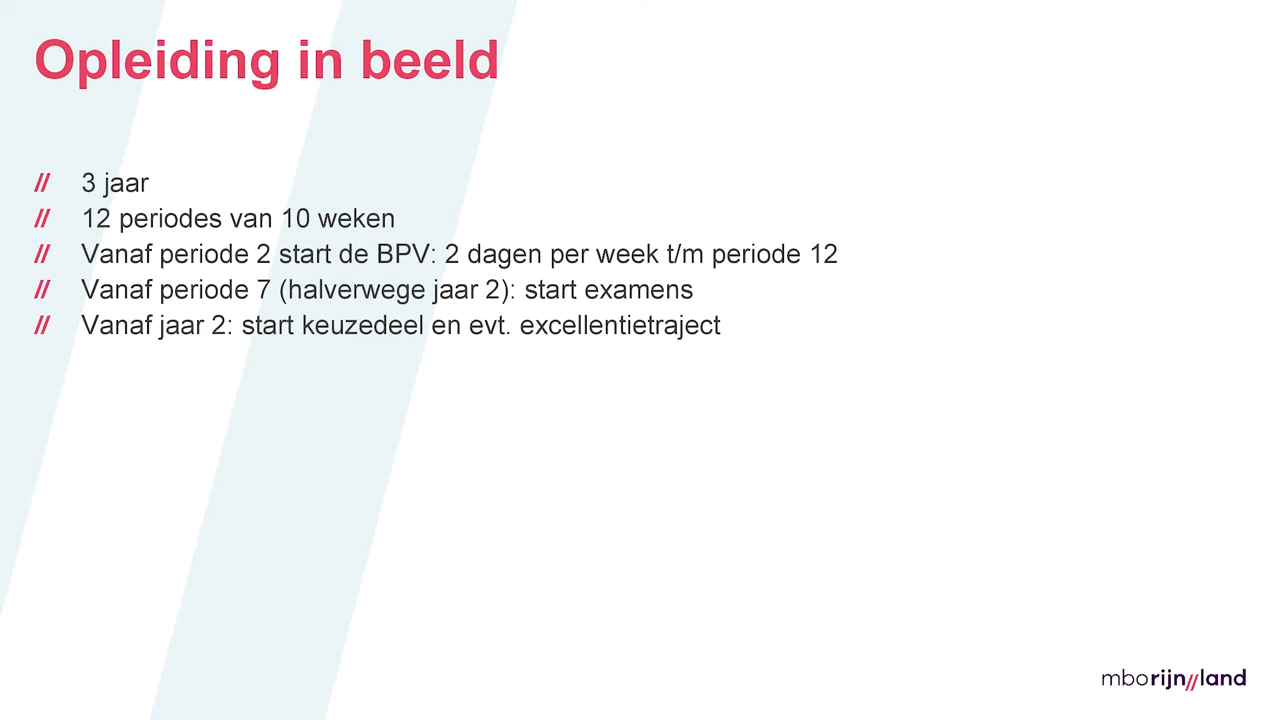 Opleiding in beeld
// 3 jaar
// 12 periodes van 10 weken
// Vanaf periode 2 start de BPV: 2 dagen per week t/m periode 12
// Vanaf periode 7 (halverwege jaar 2): start examens
// Vanaf jaar 2: start keuzedeel en evt. excellentietraject
mborijn//land